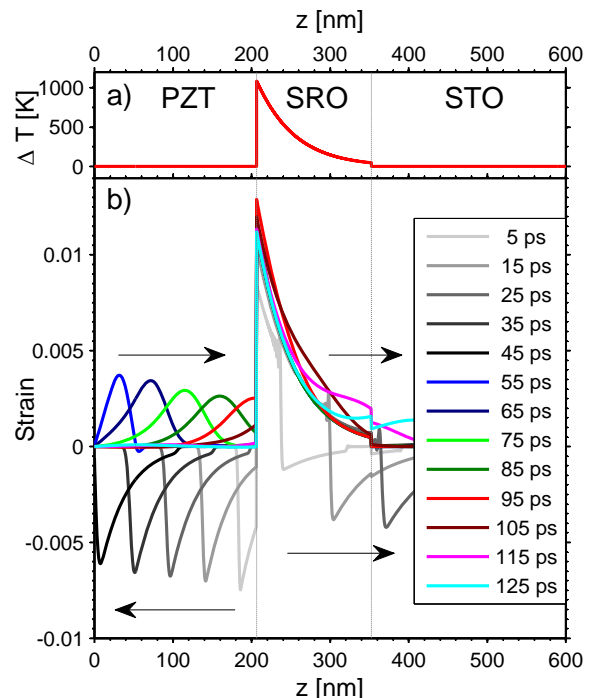 z [nm]
0 100 200 300 400 500 600
Δ T [K]
1000
500
0
a)
PZT
SRO
STO
b)
Strain
0.01
0.005
0
-0.005
-0.01
5 ps
15 ps
25 ps
35 ps
45 ps
55 ps
65 ps
75 ps
85 ps
95 ps
105 ps
115 ps
125 ps
0 100 200 300 400 500 600
z [nm]